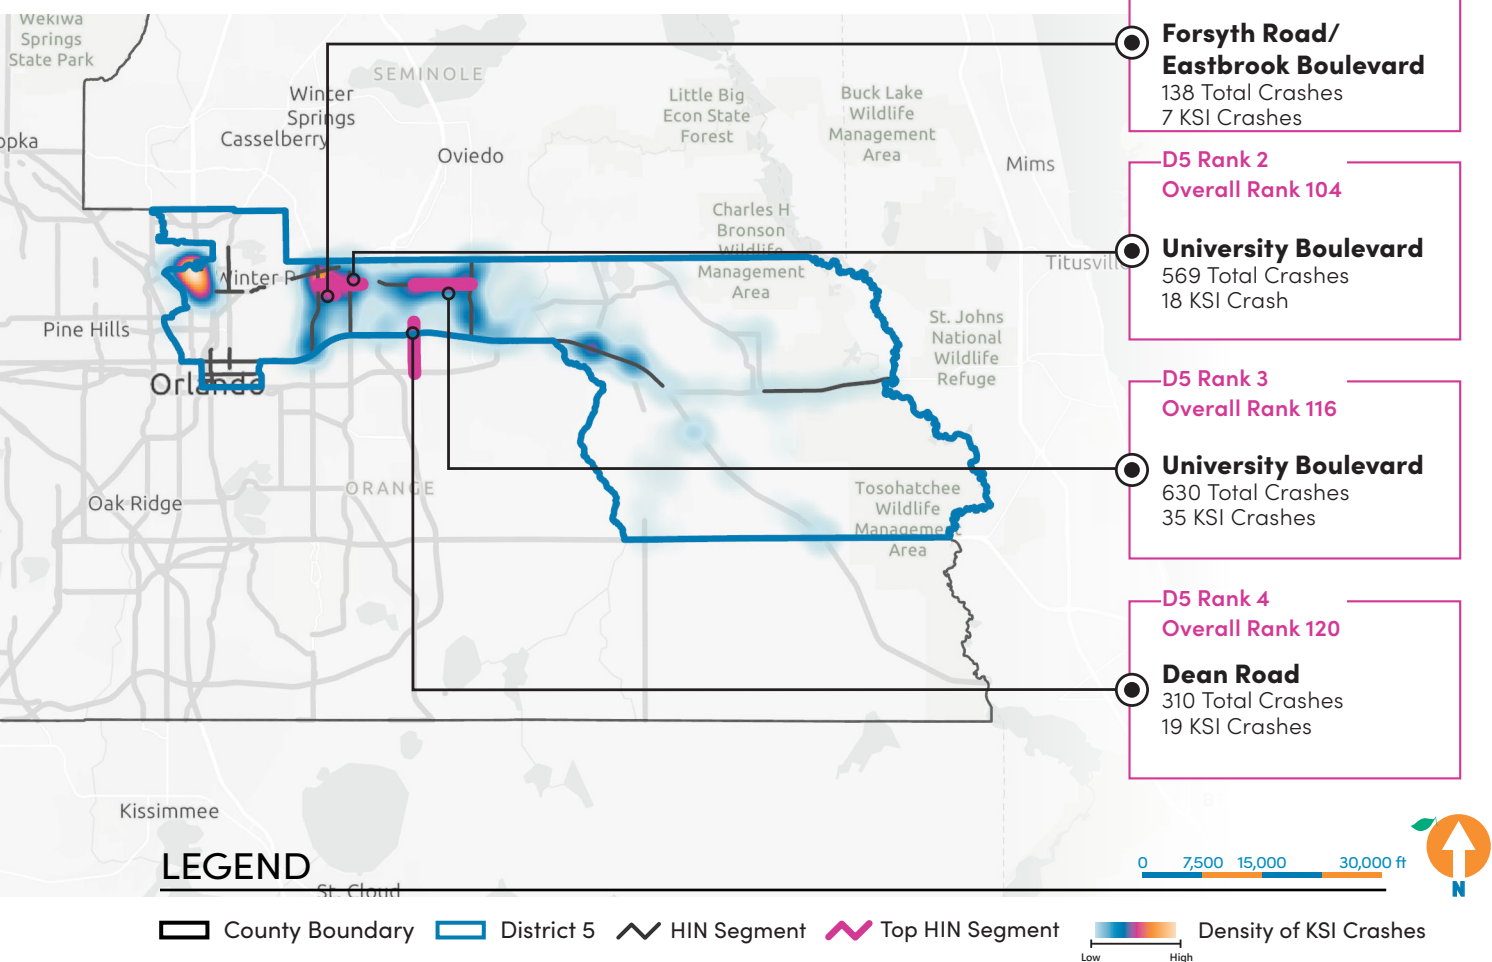 Wekiwa
Springs
State Park
SEMINOLE
Winter
Springs
Casselberry
Oviedo
Little Big
Econ State
Forest
Buck Lake
Wildlife
Management
Area
Mims
opka
Charles H
Bronson
Wildlife
Management
Area
Titusville
Winter P
Pine Hills
St. Johns
National
Wildlife
Refuge
Orlando
ORANGE
Oak Ridge
Tosohatchee
Wildlife
Management
Area
Kissimmee
St. Cloud
Forsyth Road/
Eastbrook Boulevard
138 Total Crashes
7 KSI Crashes
D5 Rank 2
Overall Rank 104
University Boulevard
569 Total Crashes
18 KSI Crash
D5 Rank 3
Overall Rank 116
University Boulevard
630 Total Crashes
35 KSI Crashes
D5 Rank 4
Overall Rank 120
Dean Road
310 Total Crashes
19 KSI Crashes
0 7,500 15,000 30,000 ft
N
LEGEND
County Boundary District 5 HIN Segment Top HIN Segment Density of KSI Crashes
Low High